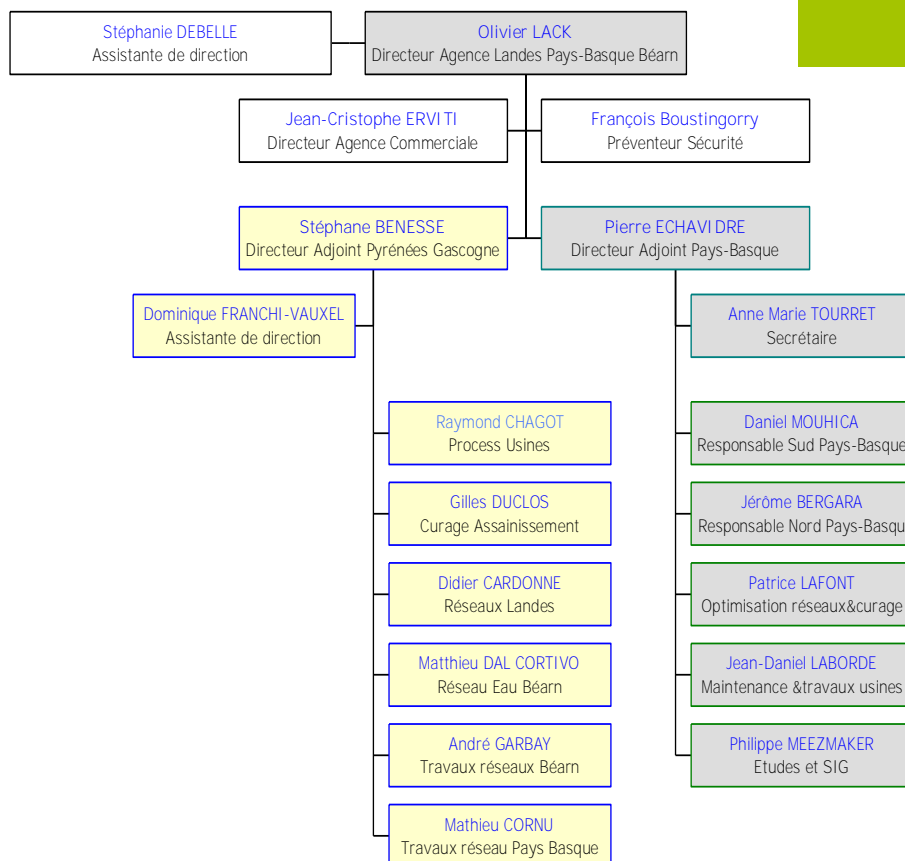 Stéphanie DEBELLE
Assistante de direction
Olivier LACK
Directeur Agence Landes Pays-Basque Béarn
Jean-Cristophe ERVITI
Directeur Agence Commerciale
François Boustingorry
Préventeur Sécurité
Stéphane BENESSE
Directeur Adjoint Pyrénées Gascogne
Pierre ECHAVIDRE
Directeur Adjoint Pays-Basque
Dominique FRANCHI-VAUXEL
Assistante de direction
Anne Marie TOURRET
Secrétaire
Raymond CHAGOT
Process Usines
Daniel MOUHICA
Responsable Sud Pays-Basque
Gilles DUCLOS
Curage Assainissement
Jérôme BERGARA
Responsable Nord Pays-Basqu
Didier CARDONNE
Réseaux Landes
Patrice LAFONT
Optimisation réseaux&curage
Matthieu DAL CORTIVO
Réseau Eau Béarn
Jean-Daniel LABORDE
Maintenance &travaux usines
André GARBAY
Travaux réseaux Béarn
Philippe MEEZMAKER
Etudes et SIG
Mathieu CORNU
Travaux réseau Pays Basque